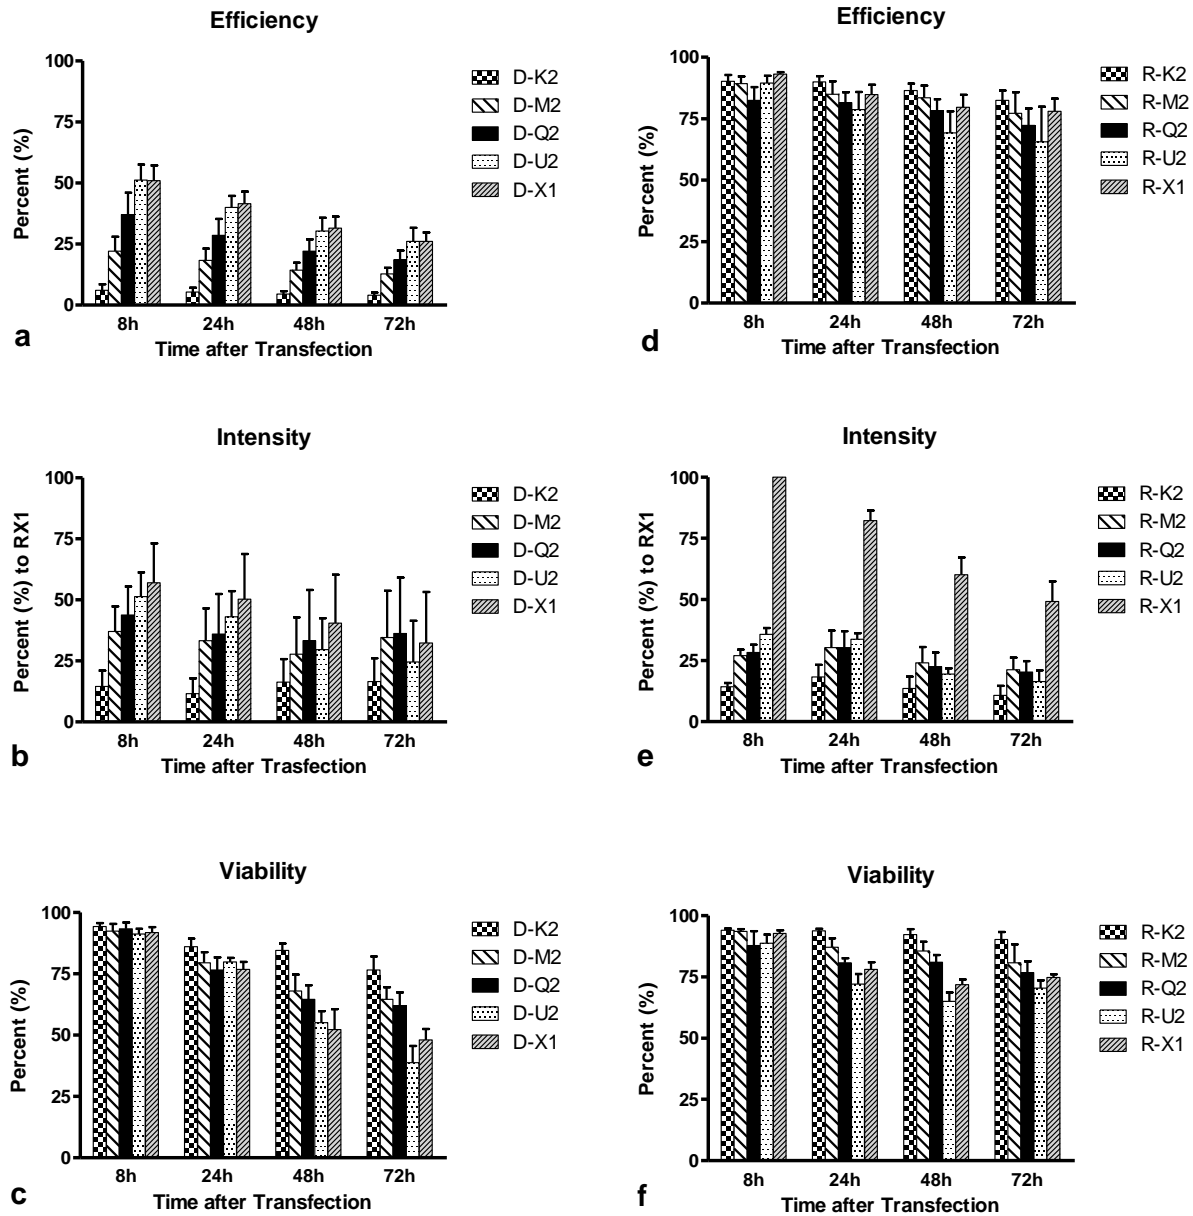 Efficiency
100
75
50
25
0
Percent (%)
8h 24h 48h 72h
Time after Transfection
D-K2
D-M2
D-Q2
D-U2
D-X1
a
Efficiency
100
75
50
25
0
Percent (%)
8h 24h 48h 72h
Time after Transfection
R-K2
R-M2
R-Q2
R-U2
R-X1
d
Intensity
100
75
50
25
0
Percent (%) to RX1
8h 24h 48h 72h
Time after Trasfection
D-K2
D-M2
D-Q2
D-U2
D-X1
b
Intensity
100
75
50
25
0
Percent (%) to RX1
8h 24h 48h 72h
Time after Transfection
R-K2
R-M2
R-Q2
R-U2
R-X1
e
Viability
100
75
50
25
0
Percent (%)
8h 24h 48h 72h
Time after Transfection
D-K2
D-M2
D-Q2
D-U2
D-X1
c
Viability
100
75
50
25
0
Percent (%)
8h 24h 48h 72h
Time after Transfection
R-K2
R-M2
R-Q2
R-U2
R-X1
f